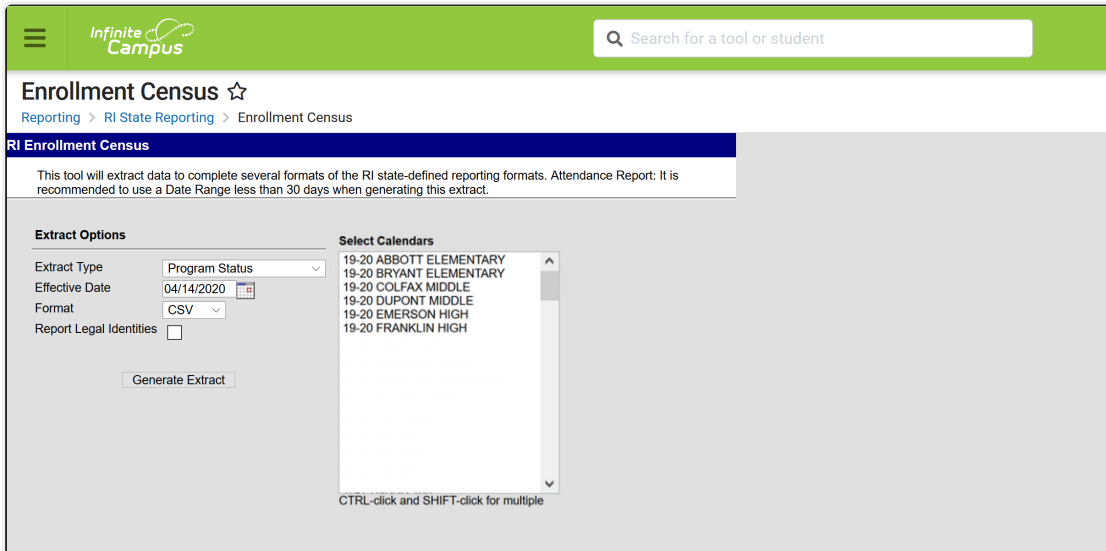 Infinite
Campus
Search for a tool or student
Enrollment Census
Reporting > RI State Reporting > Enrollment Census
RI Enrollment Census
This tool will extract data to complete several formats of the RI state-defined reporting formats. Attendance Report: It is
recommended to use a Date Range less than 30 days when generating this extract.
Extract Options
Extract Type Program Status
Effective Date 04/14/2020
Format CSV
Report Legal Identities
Generate Extract
Select Calendars
19-20 ABBOTT ELEMENTARY
19-20 BRYANT ELEMENTARY
19-20 COLFAX MIDDLE
19-20 DUPONT MIDDLE
19-20 EMERSON HIGH
19-20 FRANKLIN HIGH
CTRL-click and SHIFT-click for multiple